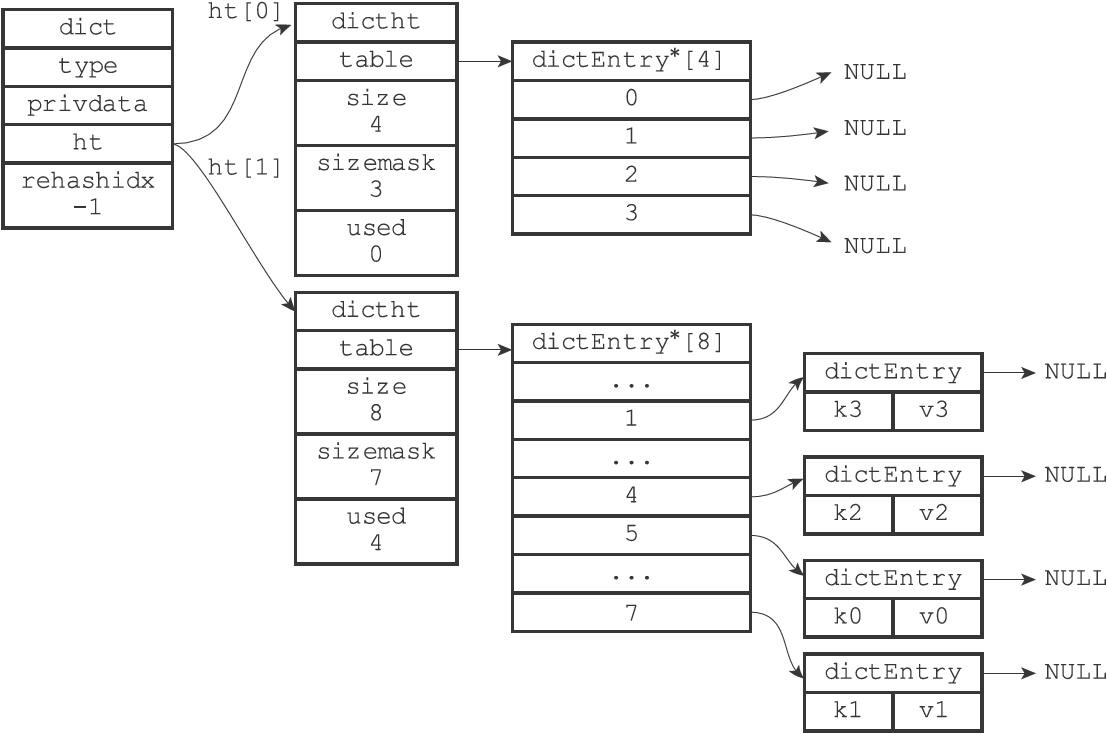 dict
type
privdata
ht
rehashidx
-1
ht[0]
ht[1]
dictht
table
size
4
sizemask
3
used
0
dictEntry*[4]
0
1
2
3
NULL
NULL
NULL
NULL
dictht
table
size
8
sizemask
7
used
4
dictEntry*[8]
...
1
...
4
5
...
7
dictEntry
k3 v3
NULL
dictEntry
k2 v2
NULL
dictEntry
k0 v0
NULL
dictEntry
k1 v1
NULL